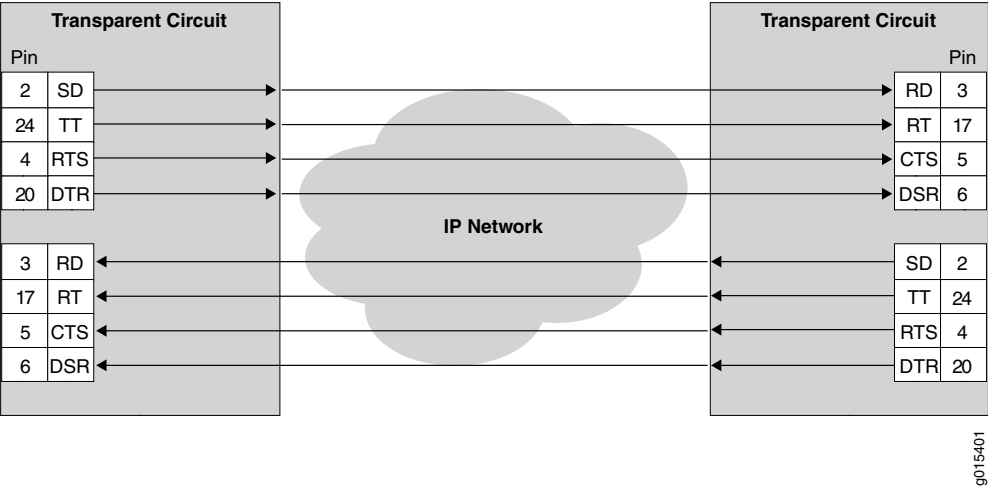 Transparent Circuit Transparent Circuit
Pin Pin
2 SD RD 3
24 TT RT 17
4 RTS CTS 5
20 DTR DSR 6
IP Network
3 RD SD 2
17 RT TT 24
5 CTS RTS 4
6 DSR DTR 20
g015401